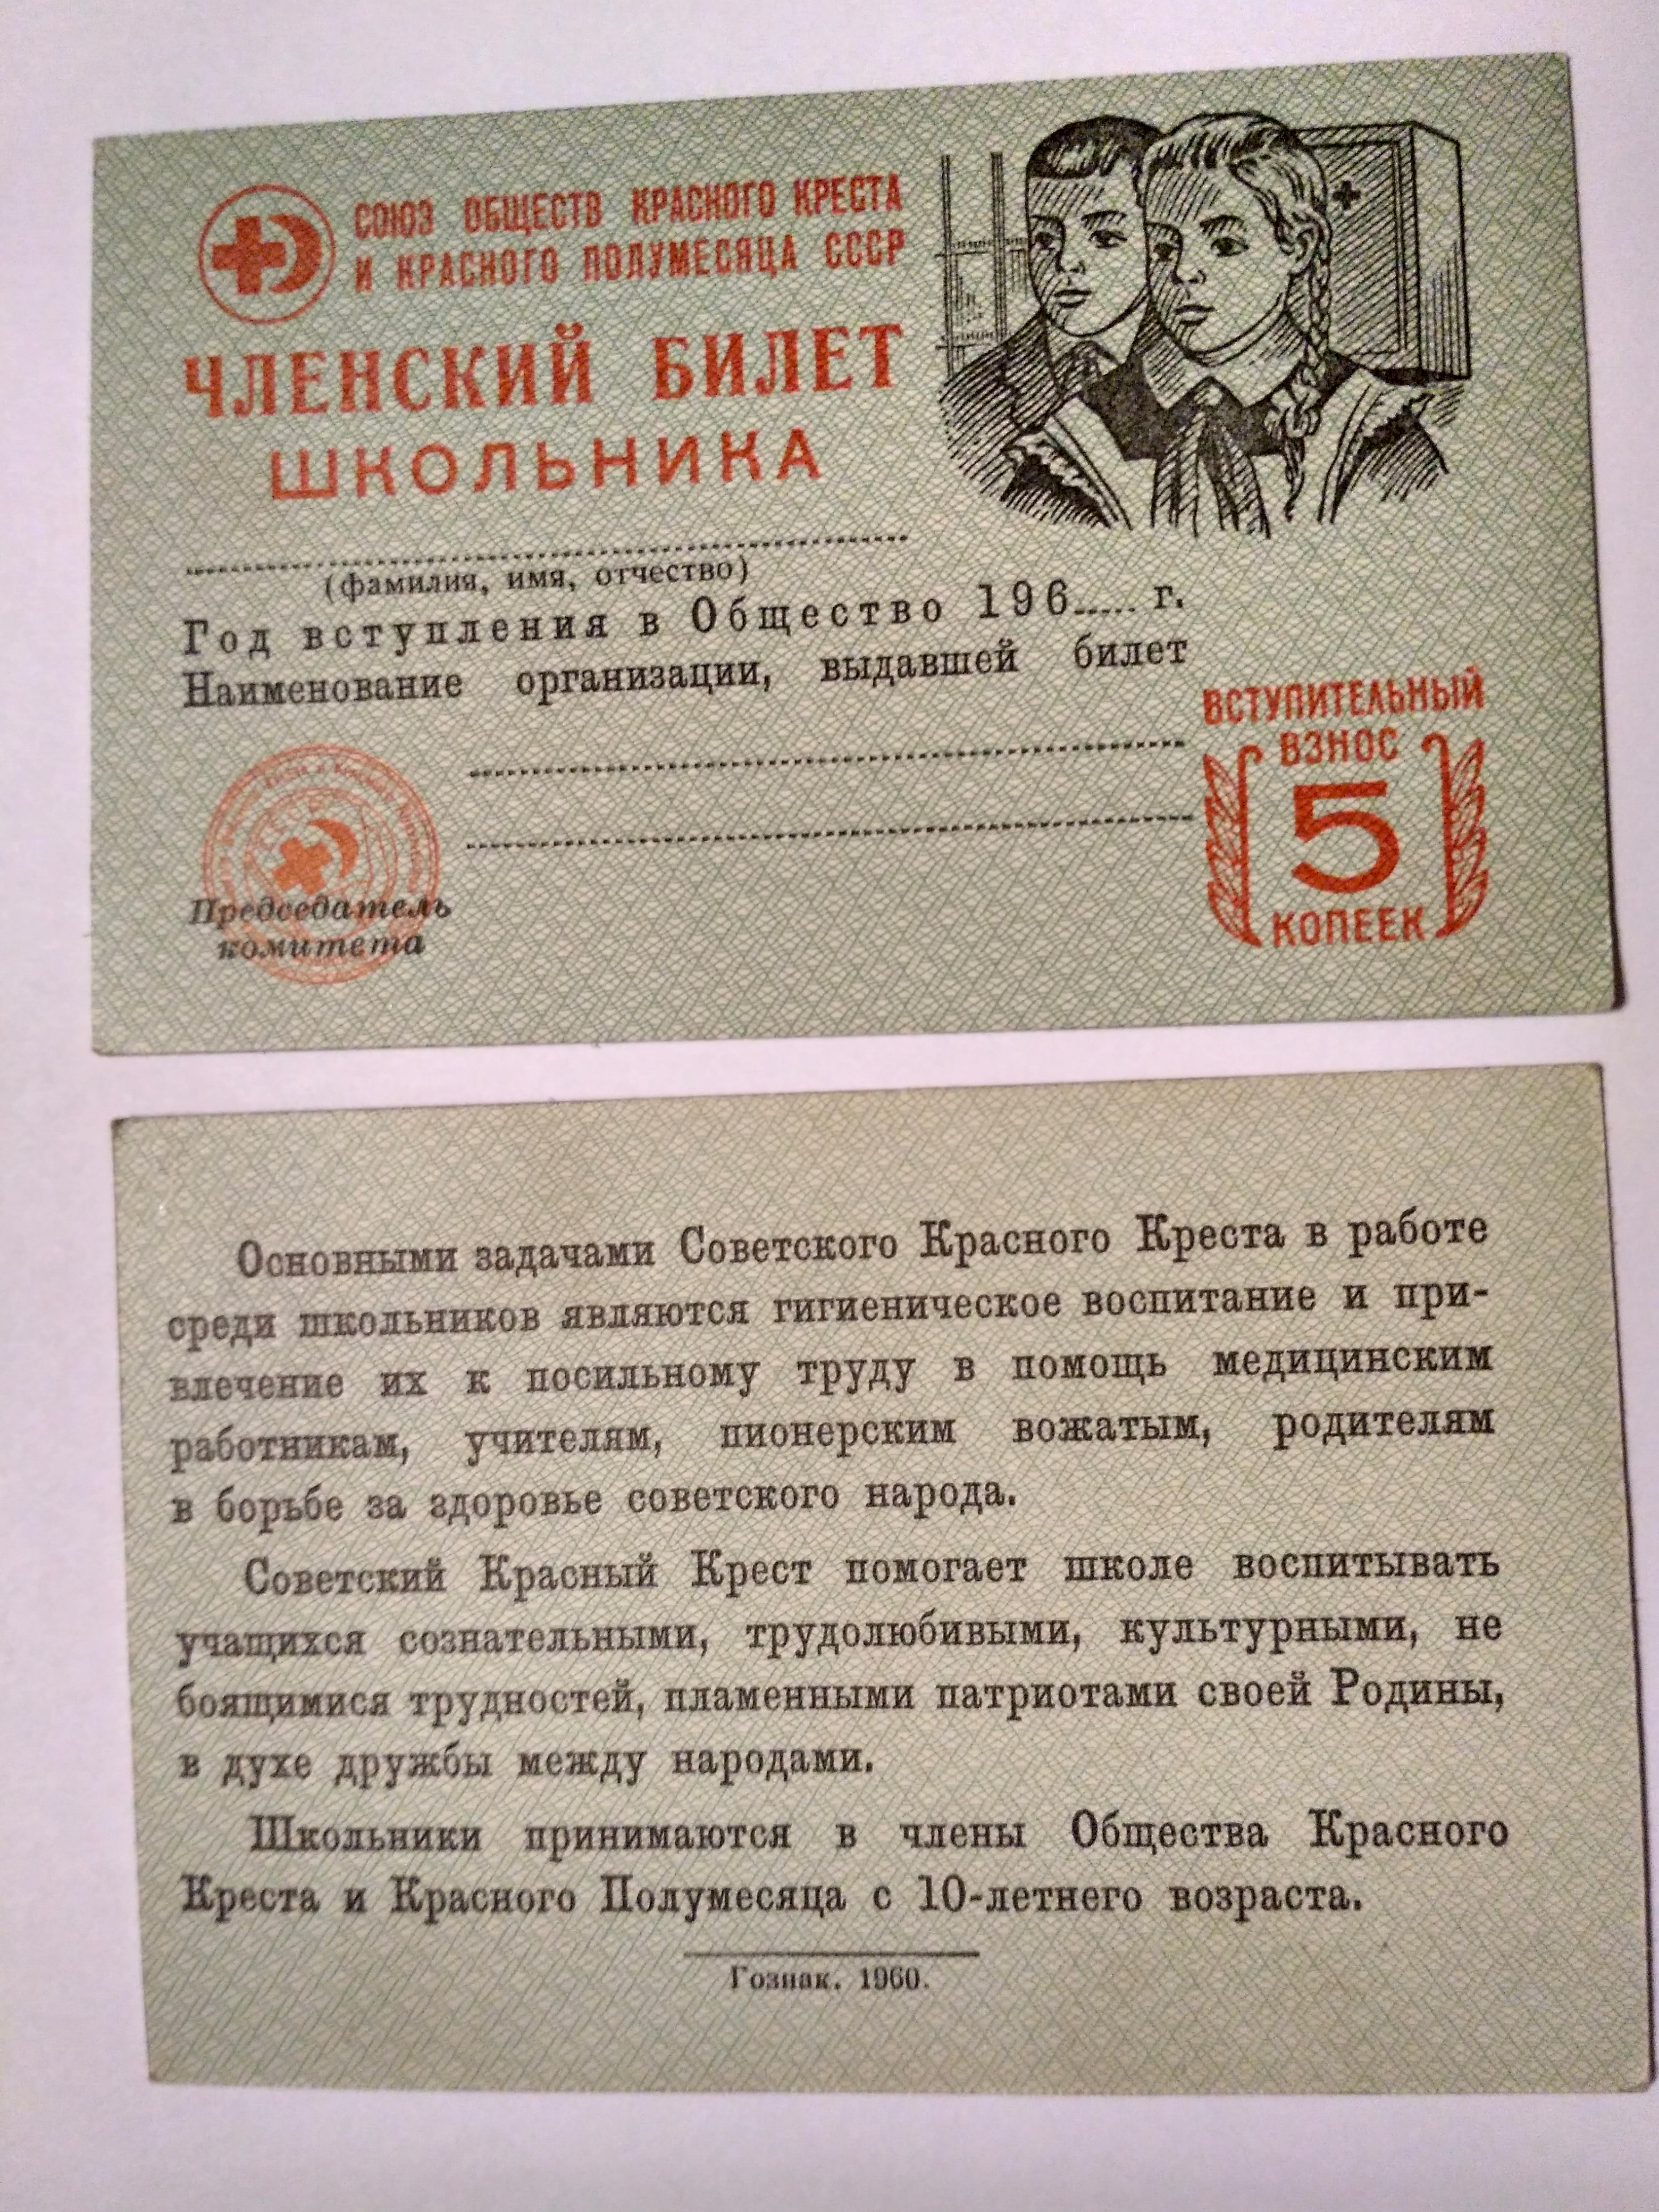 СОЮЗ ОБЩЕСТВ КРАСНОГО КРЕСТА
И КРАСНОГО ПОЛУМЕСЯЦА СССР
ЧЛЕНСКИЙ БИЛЕТ
ШКОЛЬНИКА
(фамилия, имя, отчество)
Год вступления в Общество 196..... г.
Наименование организации, выдавшей билет
ВСТУПИТЕЛЬНЫЙ
ВЗНОС
5
КОПЕЕК
Председатель
комитета
Основными задачами Советского Красного Креста в работе
среди школьников являются гигиеническое воспитание и при-
влечение их к посильному труду в помощь медицинским
работникам, учителям, пионерским вожатым, родителям
в борьбе за здоровье советского народа.
Советский Красный Крест помогает школе воспитывать
учащихся сознательными, трудолюбивыми, культурными, не
боящимися трудностей, пламенными патриотами своей Родины,
в духе дружбы между народами.
Школьники принимаются в члены Общества Красного
Креста и Красного Полумесяца с 10-летнего возраста.
Гознак. 1960.